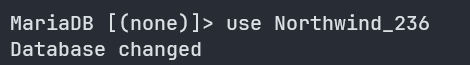 MariaDB [(none)]> use Northwind_236
Database changed